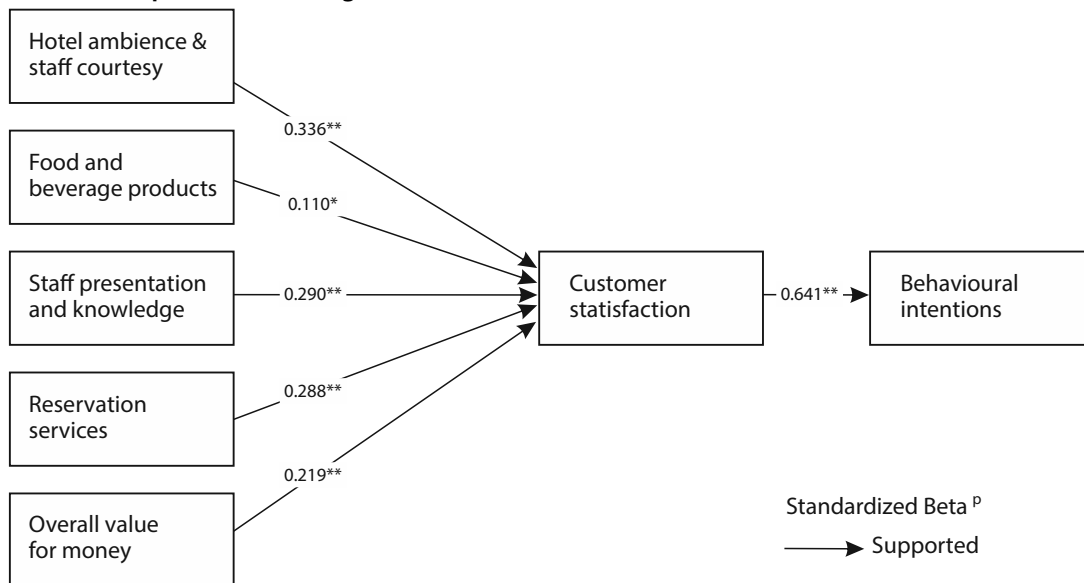 Hotel ambience &
staff courtesy
0.336**
Food and
beverage products
0.110*
Staff presentation
and knowledge
0.290**
Customer
statisfaction
0.641**
Behavioural
intentions
Reservation
services
0.288**
0.219**
Overall value
for money
Standardized Beta p
Supported